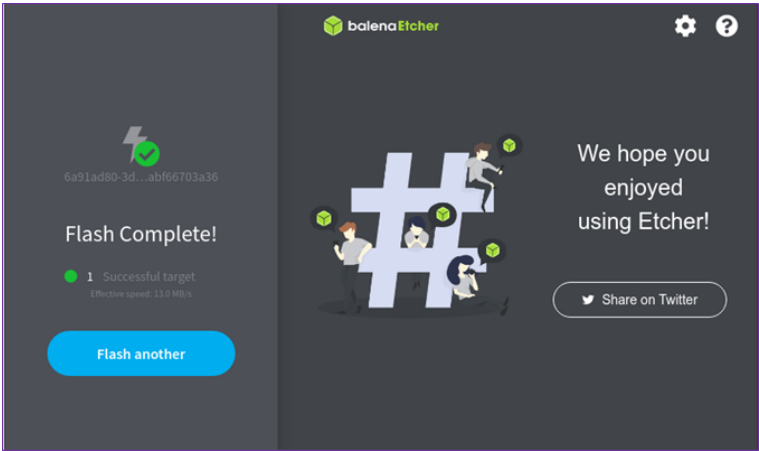 balenaEtcher
6a91ad80-3d...abf66703a36
Flash Complete!
1 Successful target
Effective speed: 13.0 MB/s
Flash another
We hope you
enjoyed
using Etcher!
Share on Twitter